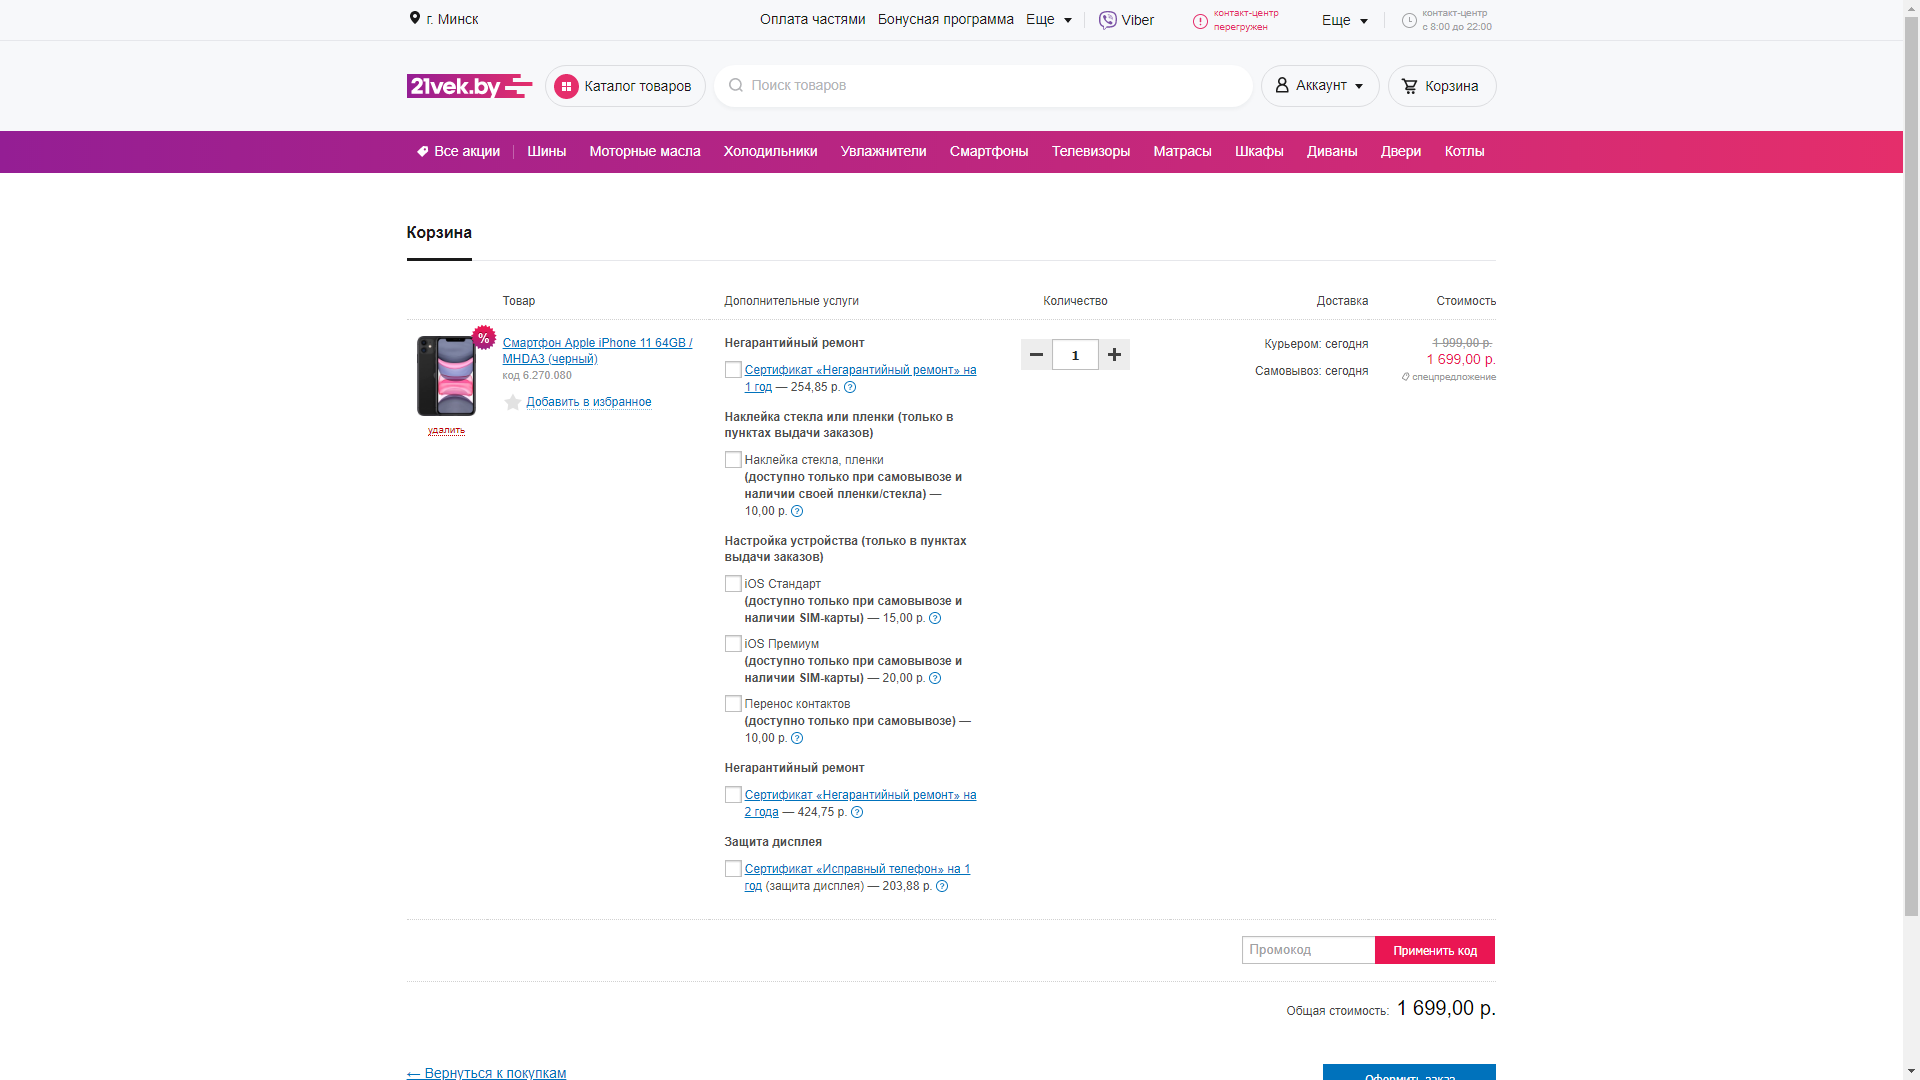 г. Минск
Оплата частями Бонусная программа Еще Viber контакт-центр перегружен Еще контакт-центр с 8:00 до 22:00
21vek.by Каталог товаров Поиск товаров Аккаунт Корзина
Все акции Шины Моторные масла Холодильники Увлажнители Смартфоны Телевизоры Матрасы Шкафы Диваны Двери Котлы
Корзина
Товар Дополнительные услуги Количество Доставка Стоимость
%
Смартфон Apple iPhone 11 64GB /
MHDA3 (черный)
код 6.270.080
Добавить в избранное
удалить
Негарантийный ремонт
Сертификат «Негарантийный ремонт» на
1 год — 254,85 р. ?
Наклейка стекла или пленки (только в
пунктах выдачи заказов)
Наклейка стекла, пленки
(доступно только при самовывозе и
наличии своей пленки/стекла) —
10,00 р. ?
Настройка устройства (только в пунктах
выдачи заказов)
iOS Стандарт
(доступно только при самовывозе и
наличии SIM-карты) — 15,00 р. ?
iOS Премиум
(доступно только при самовывозе и
наличии SIM-карты) — 20,00 р. ?
Перенос контактов
(доступно только при самовывозе) —
10,00 р. ?
Негарантийный ремонт
Сертификат «Негарантийный ремонт» на
2 года — 424,75 р. ?
Защита дисплея
Сертификат «Исправный телефон» на 1
год (защита дисплея) — 203,88 р. ?
1
Курьером: сегодня
Самовывоз: сегодня
1 999,00 р.
1 699,00 р.
спецпредложение
Промокод Применить код
Общая стоимость: 1 699,00 р.
← Вернуться к покупкам
Оформить заказ